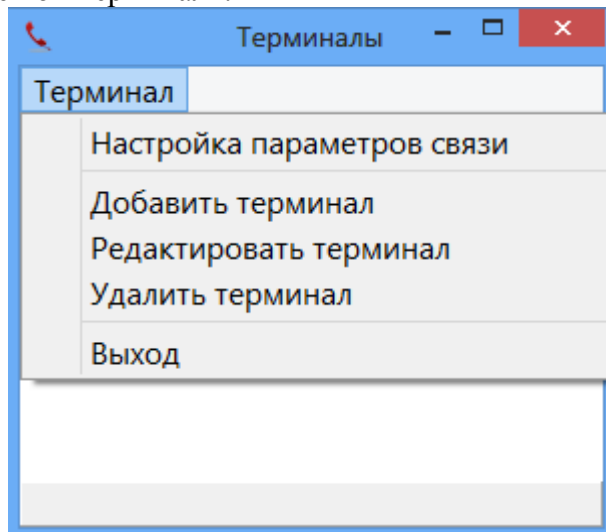 Терминалы
Терминал
Настройка параметров связи
Добавить терминал
Редактировать терминал
Удалить терминал
Выход